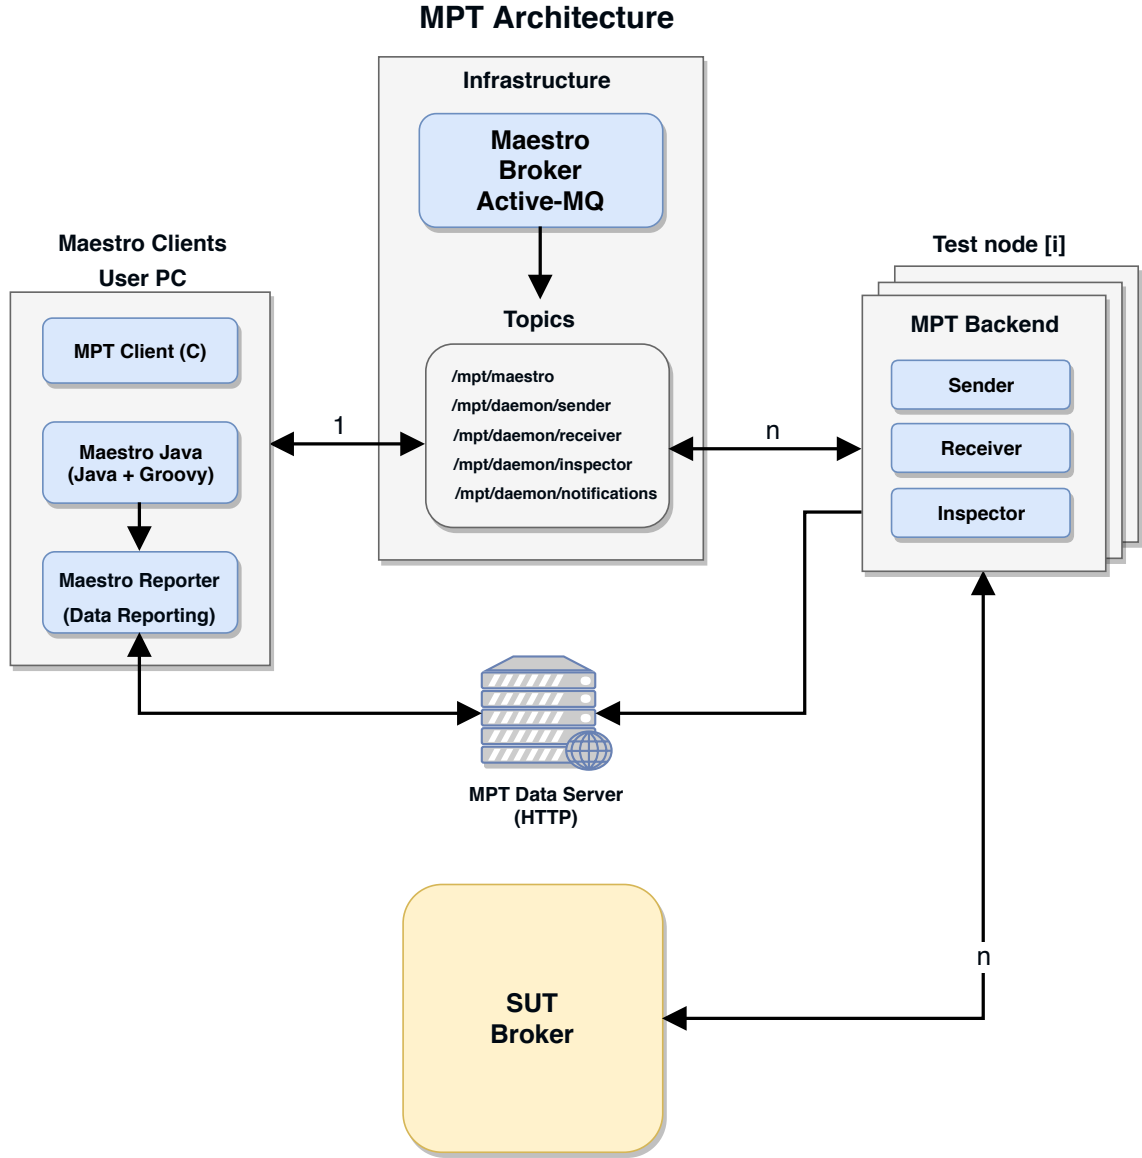 MPT Architecture
Infrastructure
Maestro
Broker
Active-MQ
Topics
/mpt/maestro
/mpt/daemon/sender
/mpt/daemon/receiver
/mpt/daemon/inspector
/mpt/daemon/notifications
Maestro Clients
User PC
MPT Client (C)
Maestro Java
(Java + Groovy)
Maestro Reporter
(Data Reporting)
1
n
Test node [i]
MPT Backend
Sender
Receiver
Inspector
MPT Data Server
(HTTP)
n
SUT
Broker